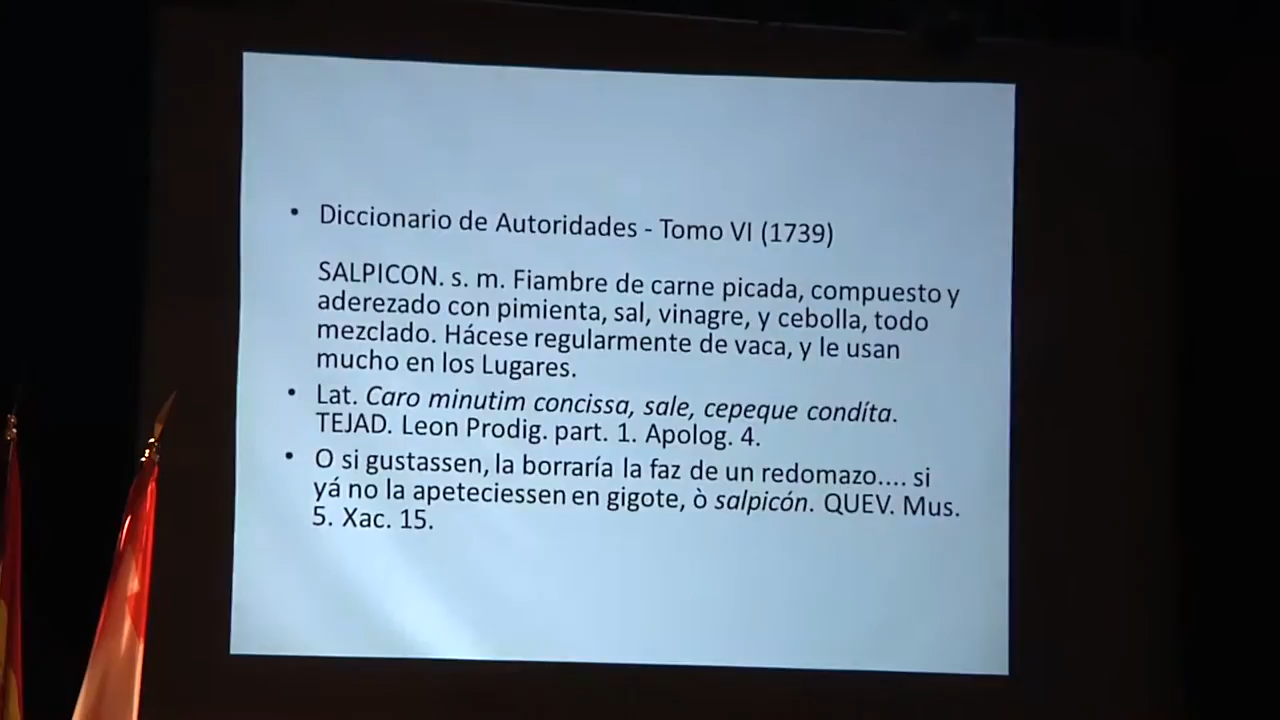 • Diccionario de Autoridades - Tomo VI (1739)
SALPICON. s. m. Fiambre de carne picada, compuesto y
aderezado con pimienta, sal, vinagre, y cebolla, todo
mezclado. Hácese regularmente de vaca, y le usan
mucho en los Lugares.
• Lat. Caro minutim concissa, sale, cepeque condíta.
TEJAD. Leon Prodig. part. 1. Apolog. 4.
• O si gustassen, la borraría la faz de un redomazo.... si
yá no la apeteciessen en gigote, ò salpicón. QUEV. Mus.
5. Xac. 15.